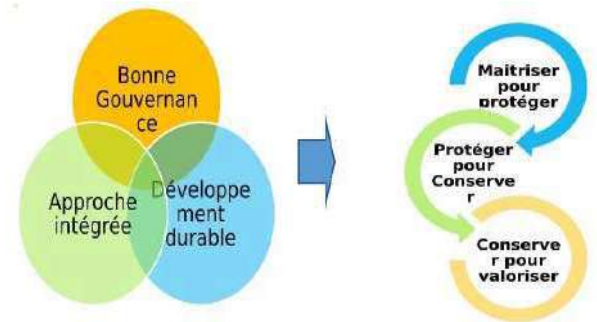 Bonne
Gouvernan
ce
Approche
intégrée
Développe
ment
durable
Maitriser
pour
protéger
Protéger
pour
Conserve
r
Conserve
r pour
valoriser